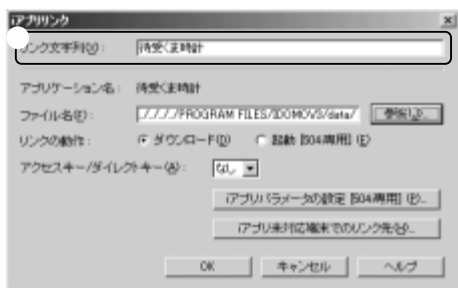 iアプリリンク
リンク文字列(X): 待受くま時計
アプリケーション名: 待受くま時計
ファイル名(F): ../../../PROGRAM FILES/IDOMOVS/data/ 参照(J)...
リンクの動作: ダウンロード(D) 起動 [504専用] (E)
アクセスキー/ダイレクトキー(A): なし
iアプリパラメータの設定 [504専用] (P)...
iアプリ未対応端末でのリンク先(U)...
OK キャンセル ヘルプ